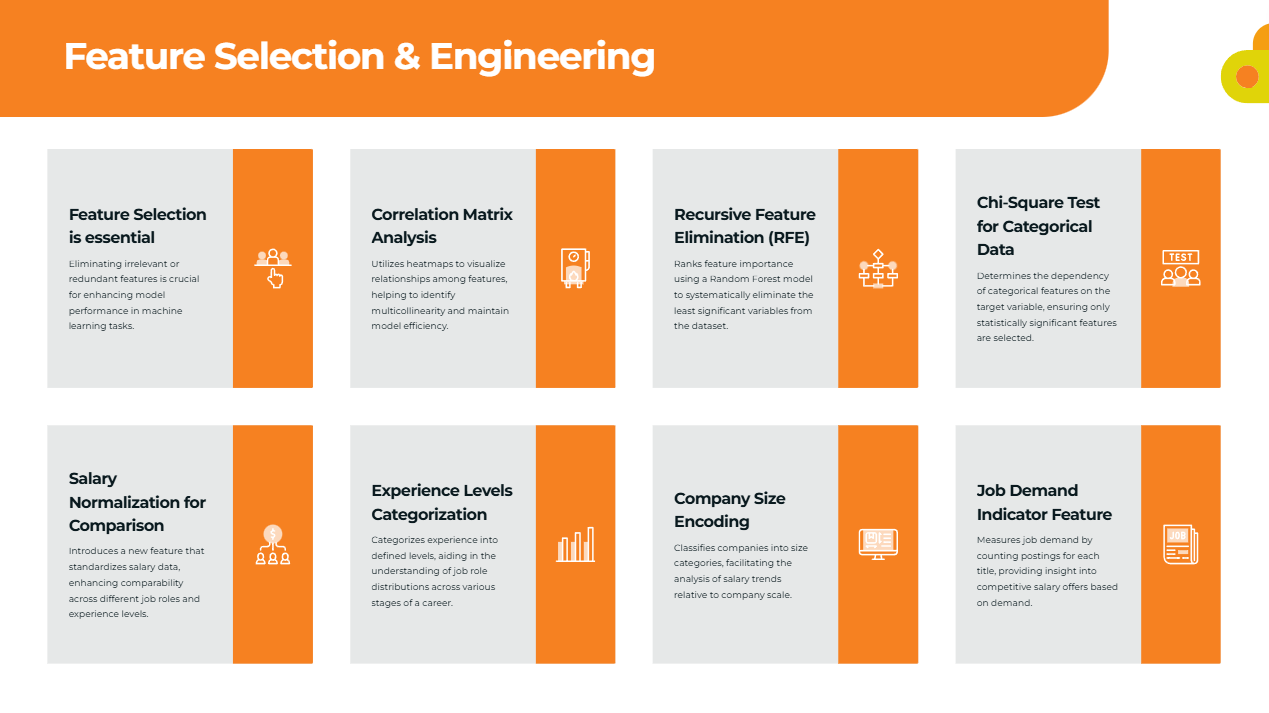 Feature Selection & Engineering
Feature Selection
is essential
Eliminating irrelevant or
redundant features is crucial
for enhancing model
performance in machine
learning tasks.
Correlation Matrix
Analysis
Utilizes heatmaps to visualize
relationships among features,
helping to identify
multicollinearity and maintain
model efficiency.
Recursive Feature
Elimination (RFE)
Ranks feature importance
using a Random Forest model
to systematically eliminate the
least significant variables from
the dataset.
Chi-Square Test
for Categorical
Data
Determines the dependency
of categorical features on the
target variable, ensuring only
statistically significant features
are selected.
TEST
Salary
Normalization for
Comparison
Introduces a new feature that
standardizes salary data,
enhancing comparability
across different job roles and
experience levels.
$
Experience Levels
Categorization
Categorizes experience into
defined levels, aiding in the
understanding of job role
distributions across various
stages of a career.
Company Size
Encoding
Classifies companies into size
categories, facilitating the
analysis of salary trends
relative to company scale.
Job Demand
Indicator Feature
Measures job demand by
counting postings for each
title, providing insight into
competitive salary offers based
on demand.
JOB